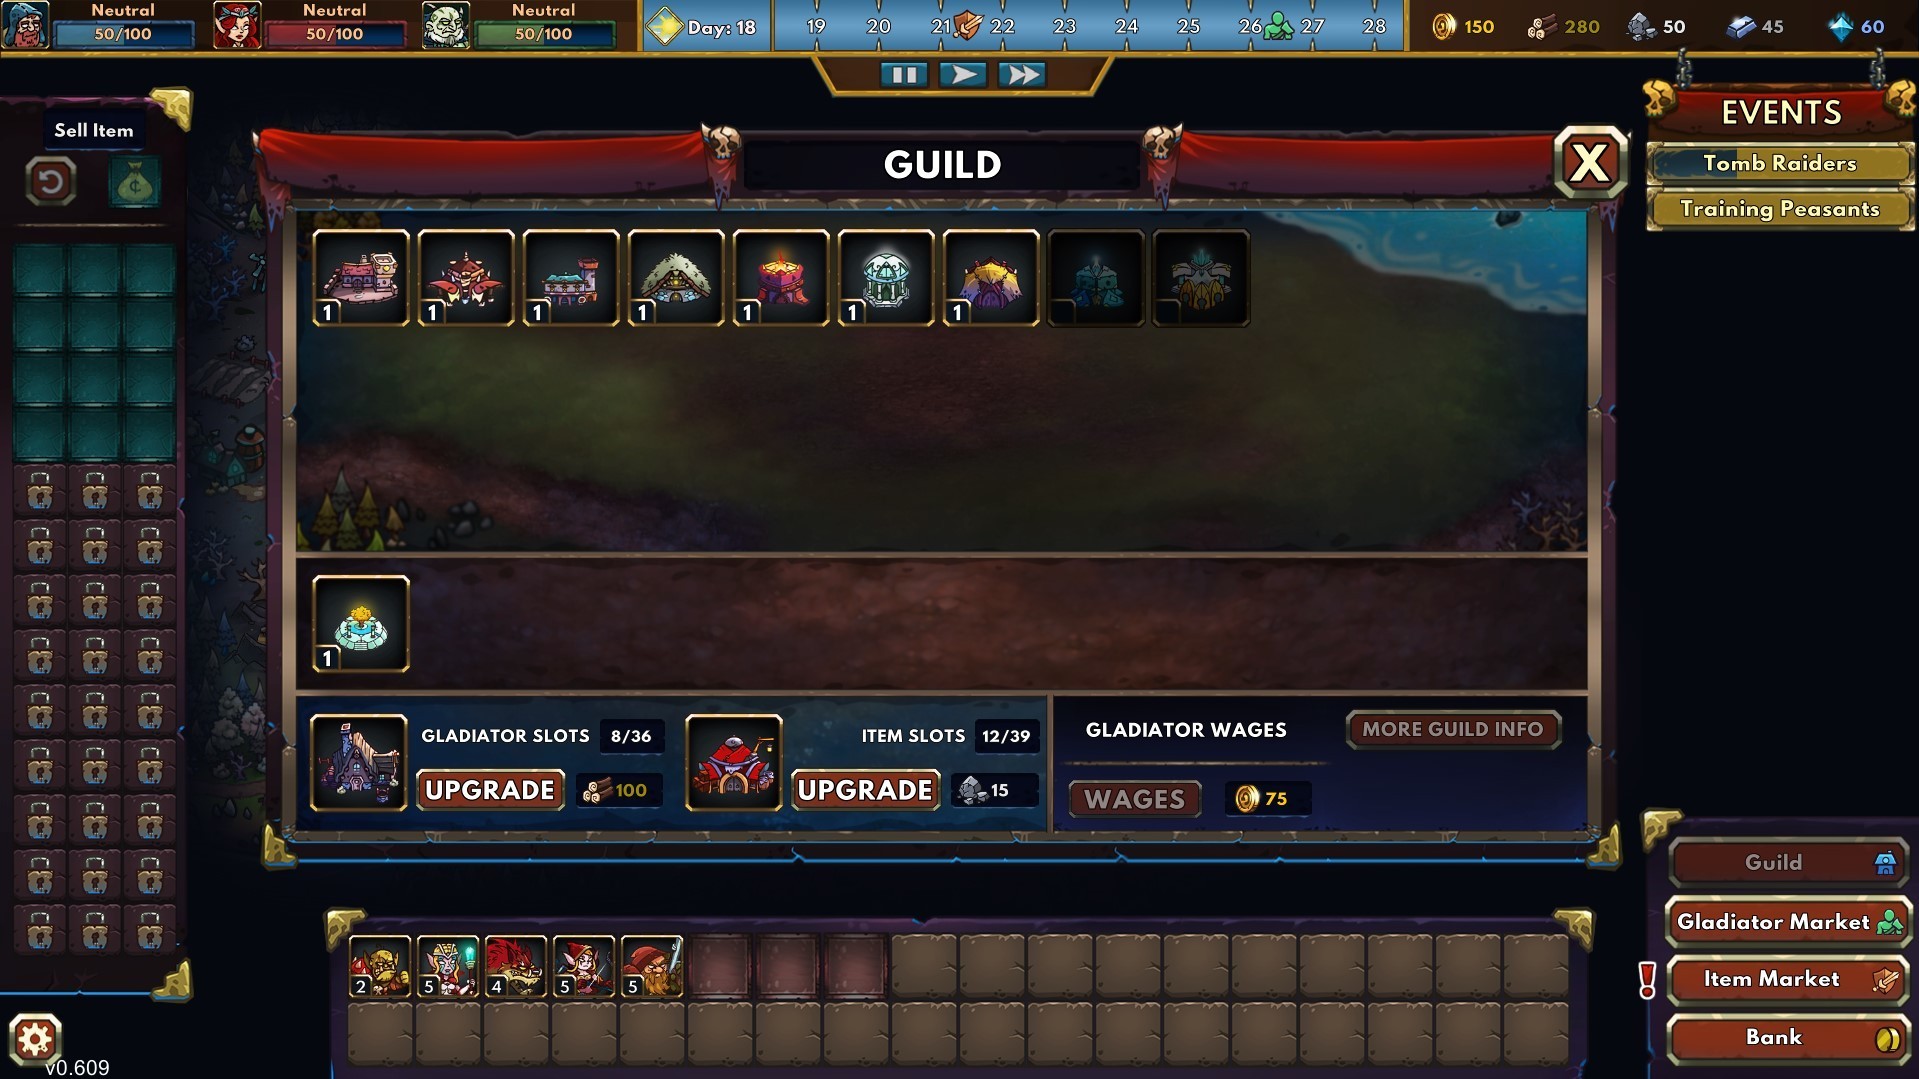 Neutral
50/100
Neutral
50/100
Neutral
50/100
Day: 18
19
20
21
22
23
24
25
26
27
28
150
280
50
45
60
Sell Item
GUILD
X
EVENTS
Tomb Raiders
Training Peasants
1
1
1
1
1
1
1
1
GLADIATOR SLOTS
8/36
UPGRADE
100
ITEM SLOTS
12/39
UPGRADE
15
GLADIATOR WAGES
MORE GUILD INFO
WAGES
75
Guild
Gladiator Market
!
Item Market
Bank
2
5
4
5
5
v0.609